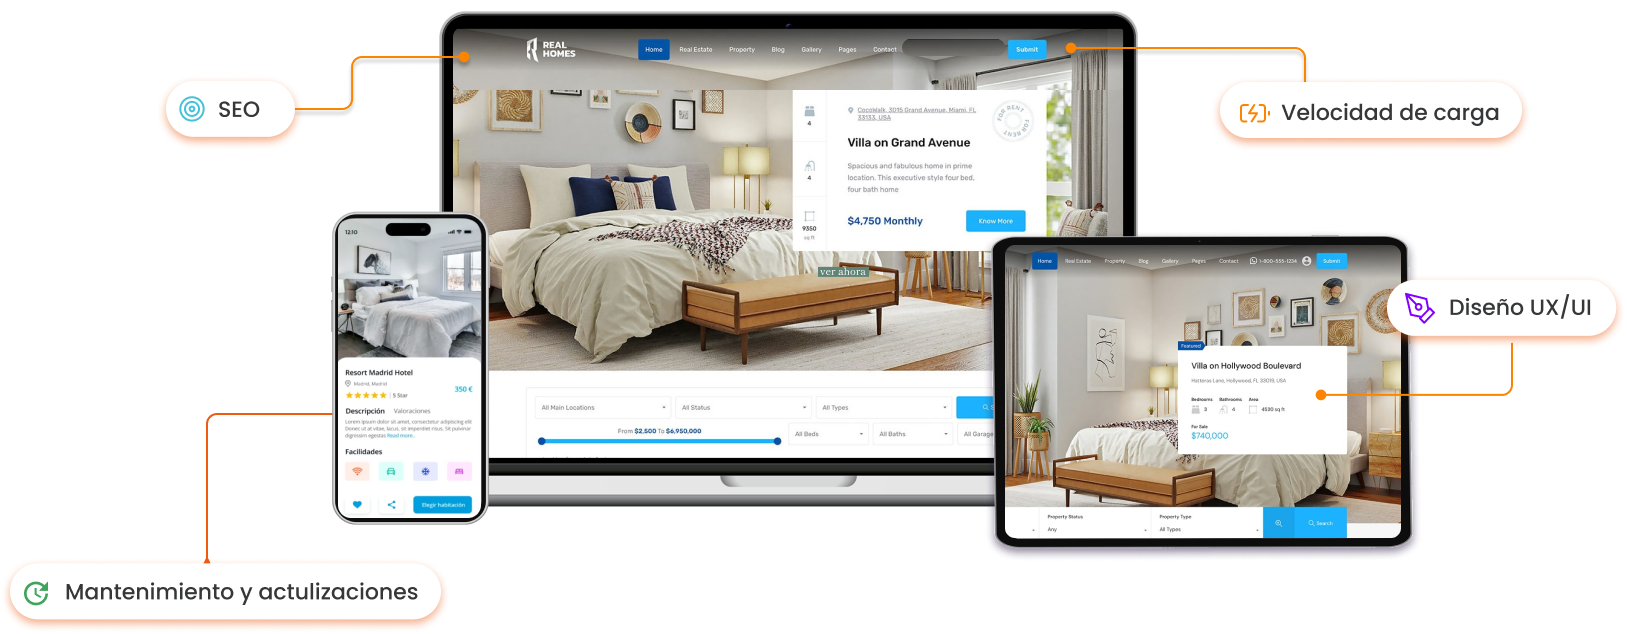 SEO
Velocidad de carga
Diseño UX/UI
Mantenimiento y actulizaciones
REAL
HOMES
Home
Real Estate
Property
Blog
Gallery
Pages
Contact
Submit
4
4
9350
sq ft
CocoWalk, 3015 Grand Avenue, Miami, FL
33133, USA
FOR RENT
FOR RENT
Villa on Grand Avenue
Spacious and fabulous home in prime
location. This executive style four bed,
four bath home
$4,750 Monthly
Know More
ver ahora
All Main Locations
All Status
All Types
From $2,500 To $6,950,000
All Beds
All Baths
All Garage
12:10
Resort Madrid Hotel
Madrid, Madrid
350 €
5 Star
Descripción
Valoraciones
Lorem ipsum dolor sit amet, consectetur adipiscing elit
Donec ut al vitae, lacus, sit imperdiet risus. Sit pulvinar
dignissim egestas Read more..
Facilidades
Elegir habitación
Home
Real Estate
Property
Blog
Gallery
Pages
Contact
1-800-555-1234
Submit
Featured
Villa on Hollywood Boulevard
Hatteras Lans, Hollywood, FL 33019, USA
Bedrooms
Bathrooms
Area
3
4
4530 sq ft
For Sale
$740,000
Property Status
Any
Property Type
All Types
Search